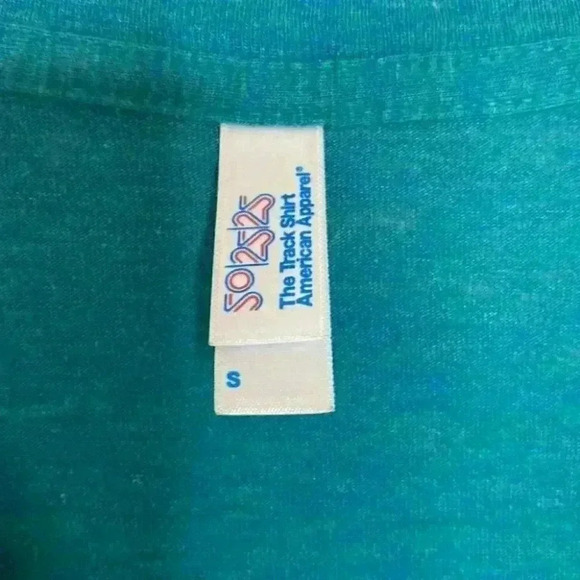 50/25/25
The Track Shirt
American Apparel®
S